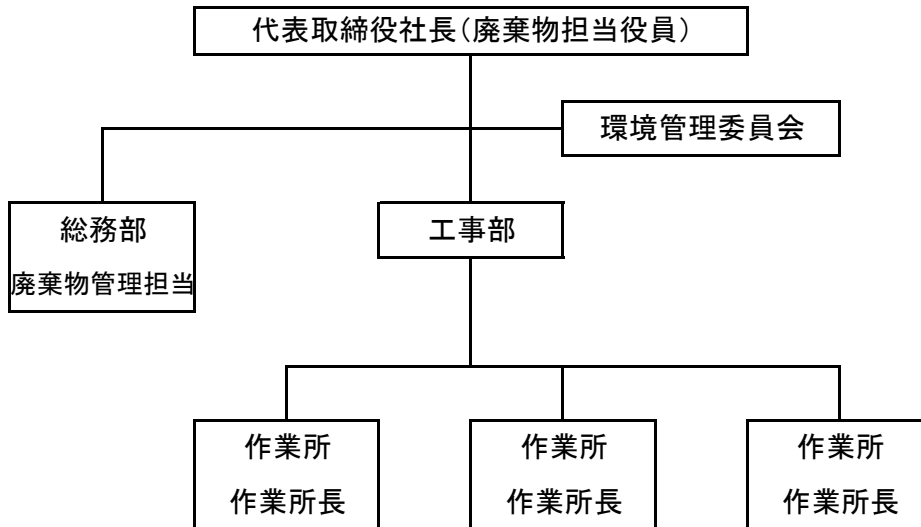 代表取締役社長(廃棄物担当役員)
環境管理委員会
総務部
廃棄物管理担当
工事部
作業所
作業所長
作業所
作業所長
作業所
作業所長